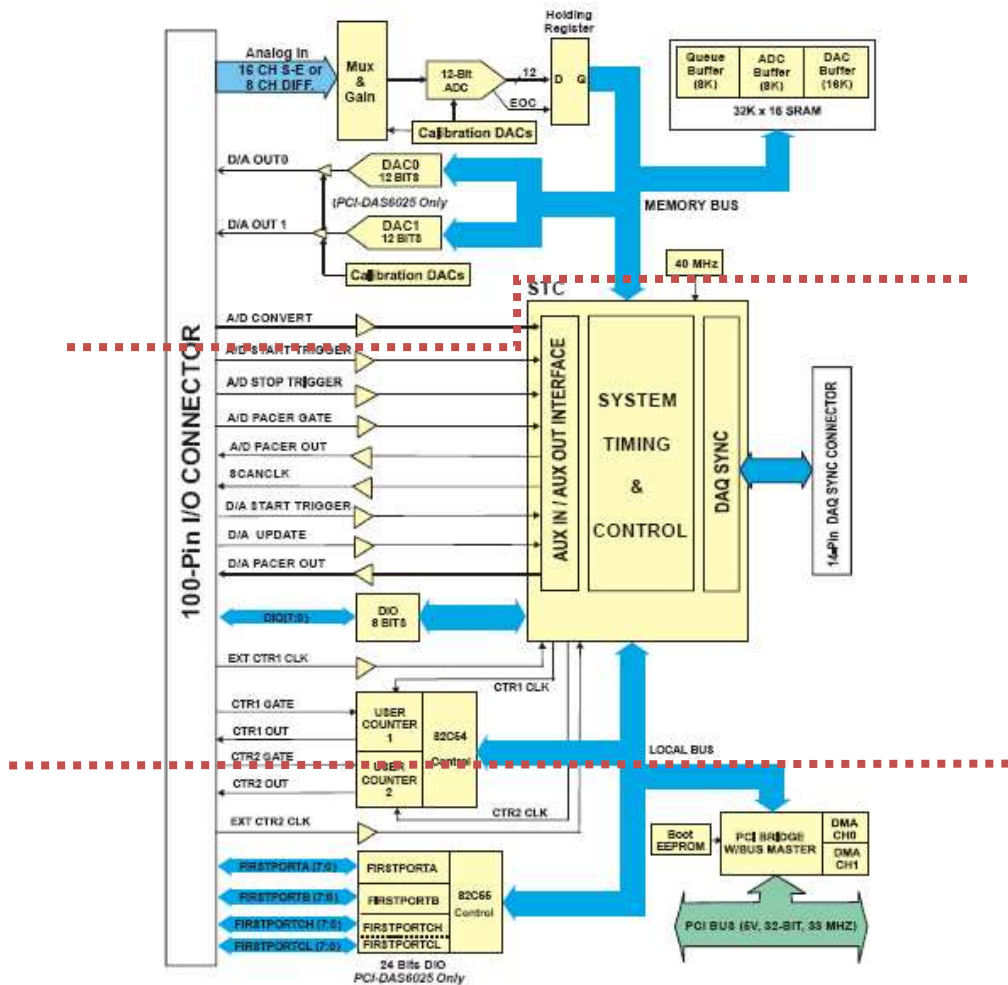 Analog In
16 CH S-E or
8 CH DIFF.
Mux
&
Gain
12-Bit
ADC
12
EOC
Holding
Register
D Q
Queue
Buffer
(8K)
ADC
Buffer
(8K)
DAC
Buffer
(16K)
32K x 16 SRAM
Calibration DACs
D/A OUT0
DAC0
12 BITS
(PCI-DAS6025 Only
D/A OUT 1
DAC1
12 BITS
Calibration DACs
MEMORY BUS
40 MHz
STC
100-Pin I/O CONNECTOR
A/D CONVERT
A/D START TRIGGER
A/D STOP TRIGGER
A/D PACER GATE
A/D PACER OUT
SCANCLK
D/A START TRIGGER
D/A UPDATE
D/A PACER OUT
AUX IN / AUX OUT INTERFACE
SYSTEM
TIMING
&
CONTROL
DAQ SYNC
14-Pin DAQ SYNC CONNECTOR
DIO(7:0)
DIO
8 BITS
EXT CTR1 CLK
CTR1 CLK
CTR1 GATE
CTR1 OUT
CTR2 GATE
CTR2 OUT
EXT CTR2 CLK
USER
COUNTER
1
USER
COUNTER
2
82C54
Control
CTR2 CLK
LOCAL BUS
Boot
EEPROM
PCI BRIDGE
W/BUS MASTER
DMA
CH0
DMA
CH1
PCI BUS (5V, 32-BIT, 33 MHZ)
FIRSTPORTA (7:0)
FIRSTPORTB (7:0)
FIRSTPORTCH (7:0)
FIRSTPORTCL (7:0)
FIRSTPORTA
FIRSTPORTB
FIRSTPORTCH
FIRSTPORTCL
82C55
Control
24 Bits DIO
PCI-DAS6025 Only